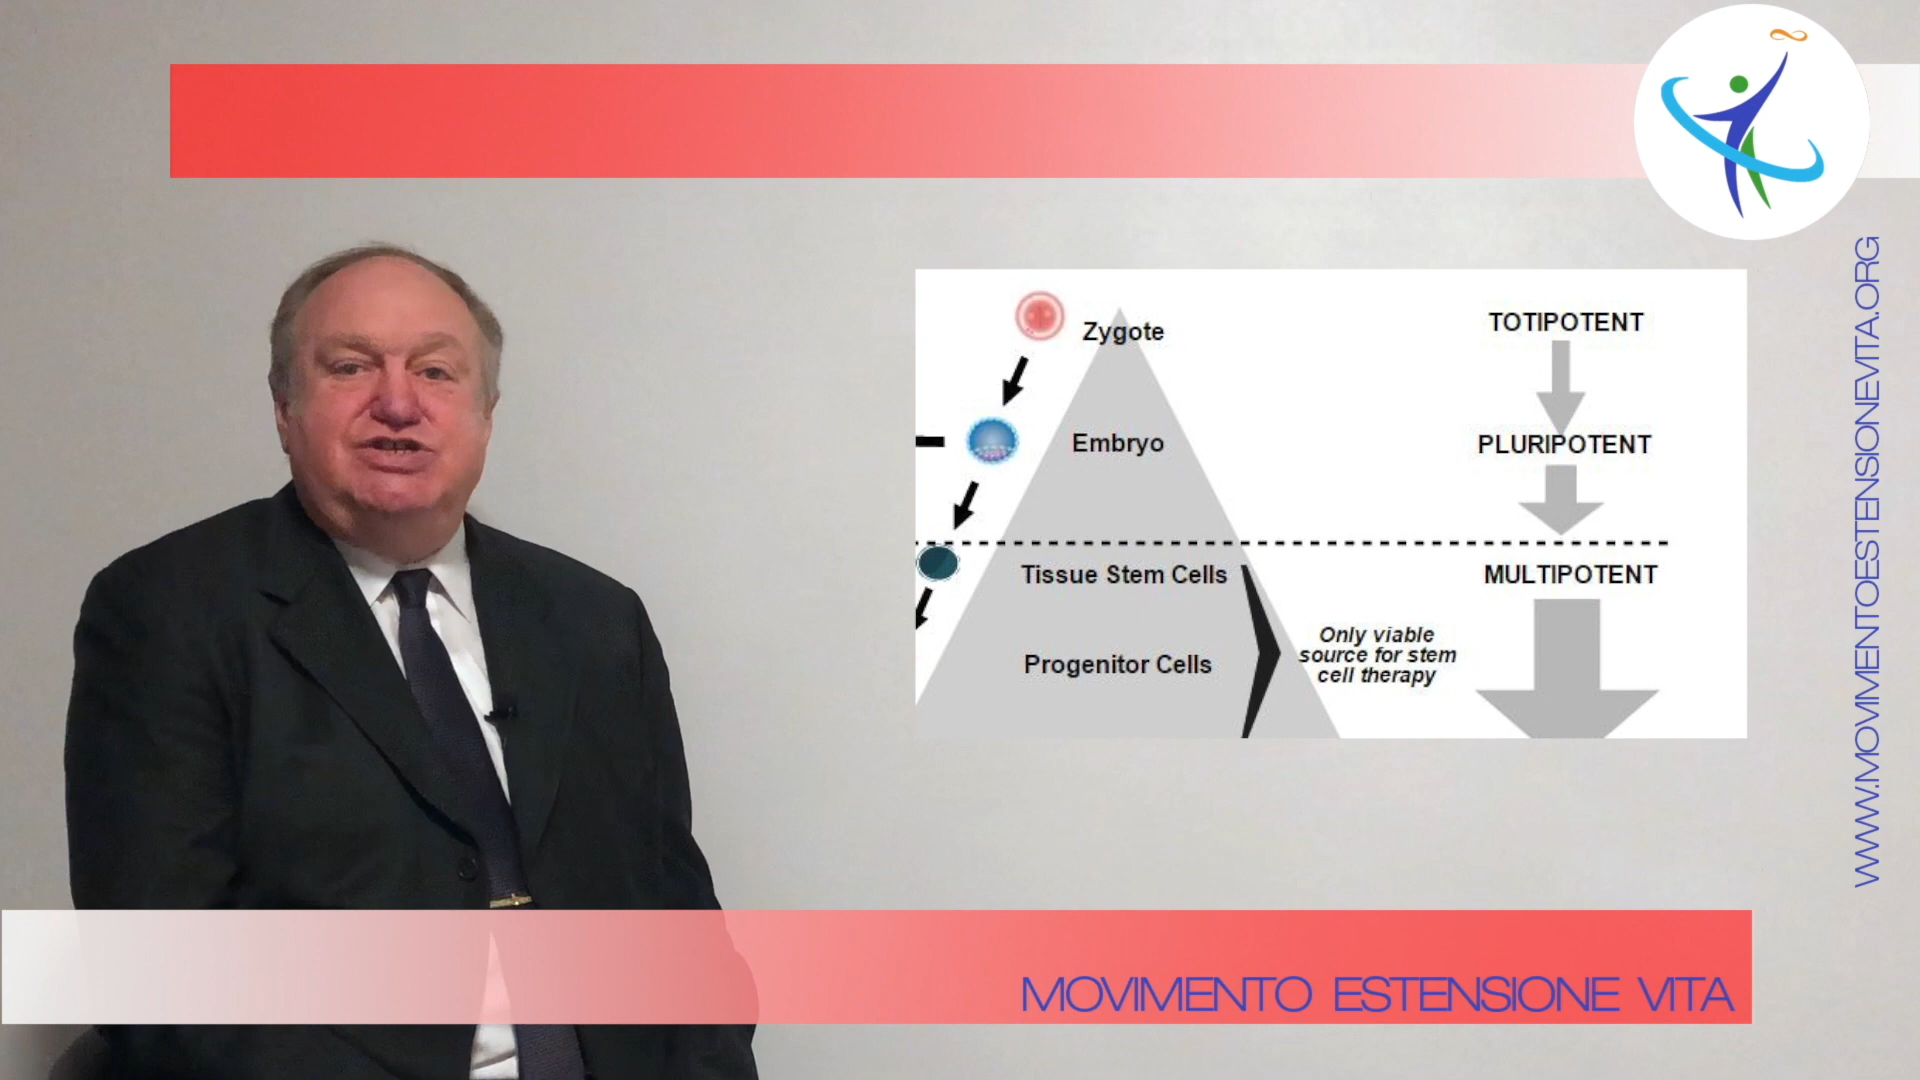 Zygote
TOTIPOTENT
Embryo
PLURIPOTENT
Tissue Stem Cells
MULTIPOTENT
Only viable
source for stem
cell therapy
Progenitor Cells
WWW.MOVIMENTOESTENSIONEVITA.ORG
MOVIMENTO ESTENSIONE VITA